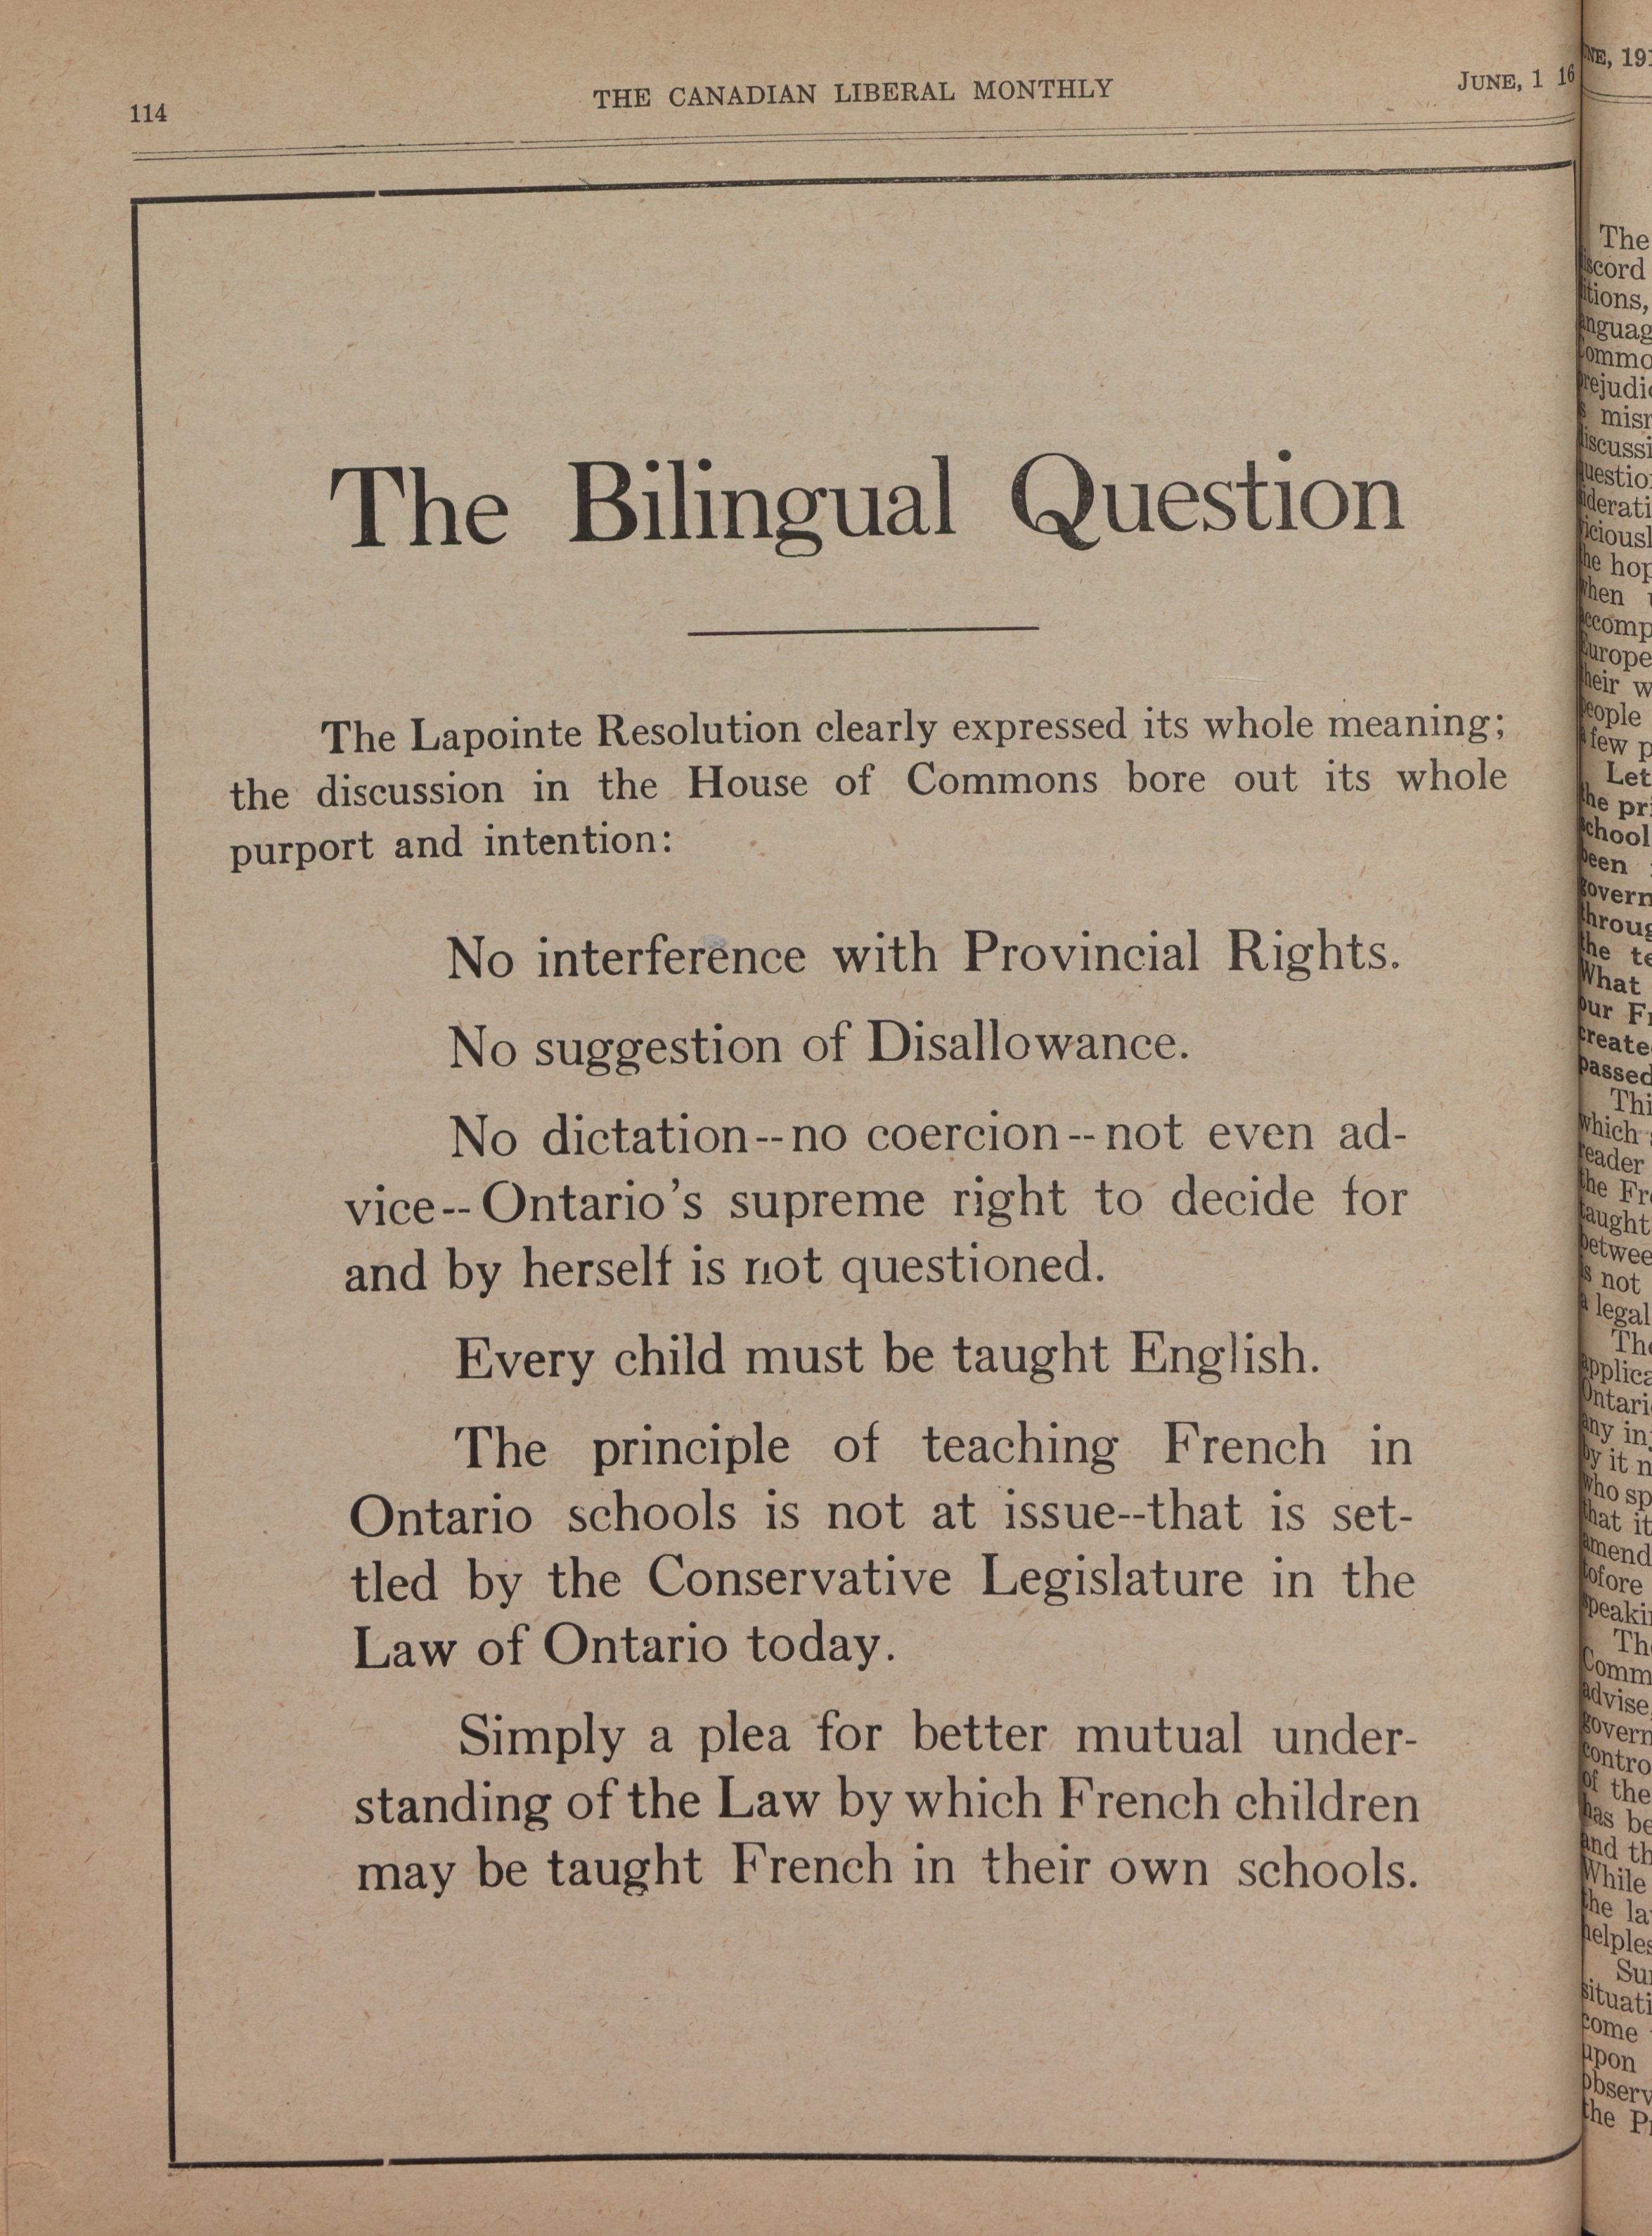 114
THE CANADIAN LIBERAL MONTHLY
JUNE, 1 16
The Bilingual Question
The Lapointe Resolution clearly expressed its whole meaning;
the discussion in the House of Commons bore out its whole
purport and intention:
No interference with Provincial Rights.
No suggestion of Disallowance.
No dictation--no coercion--not even ad-
vice--Ontario's supreme right to decide for
and by herself is not questioned.
Every child must be taught English.
The principle of teaching French in
Ontario schools is not at issue--that is set-
tled by the Conservative Legislature in the
Law of Ontario today.
Simply a plea for better mutual under-
standing of the Law by which French children
may be taught French in their own schools.